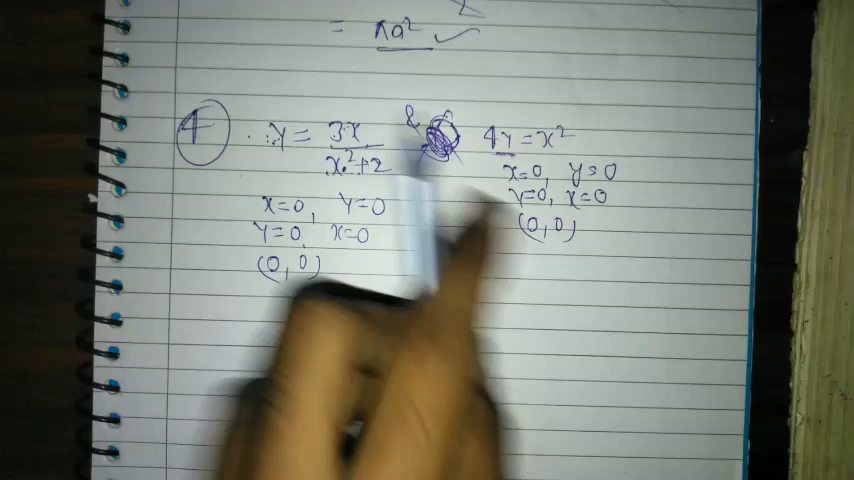 = πa² ✓
4 ∴ y = 3x / x²+2 & 4y = x²
x=0, y=0
y=0, x=0
(0, 0)
x=0, y=0
y=0, x=0
(0, 0)